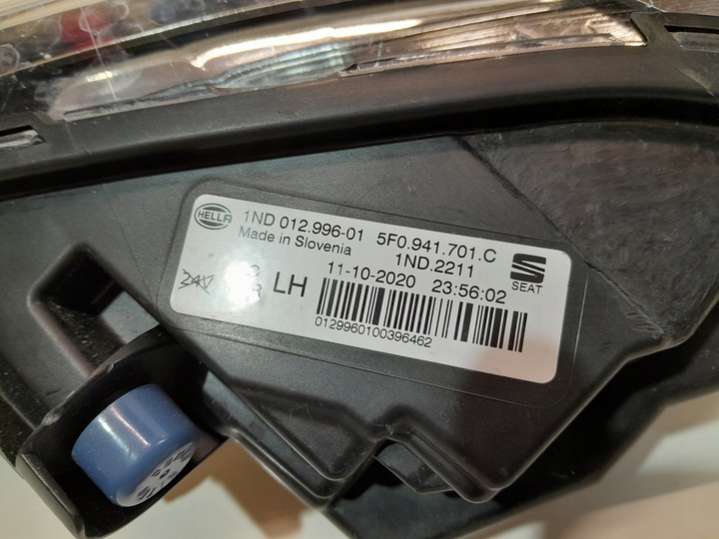 HELLA 1ND 012.996-01 5F0.941.701.C
Made in Slovenia 1ND.2211
SEAT
LH 11-10-2020 23:56:02
0129960100396462